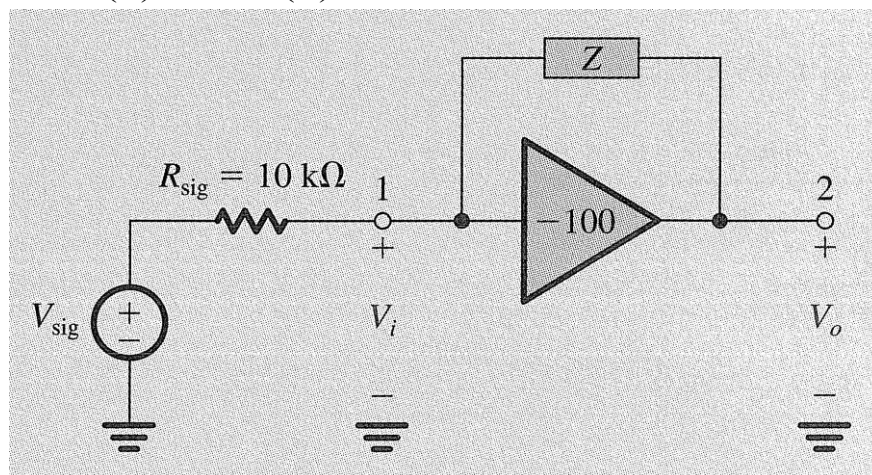 Z
R_sig = 10 kΩ
1
2
−100
+
+
V_sig
+
−
V_i
V_o
−
−